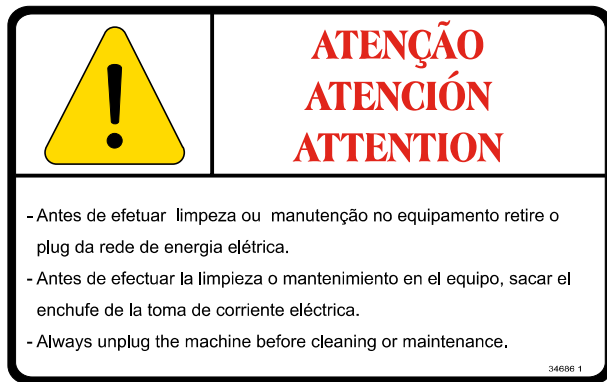 ATENÇÃO
ATENCIÓN
ATTENTION
- Antes de efetuar limpeza ou manutenção no equipamento retire o
plug da rede de energia elétrica.
- Antes de efectuar la limpieza o mantenimiento en el equipo, sacar el
enchufe de la toma de corriente eléctrica.
- Always unplug the machine before cleaning or maintenance.
34686 1